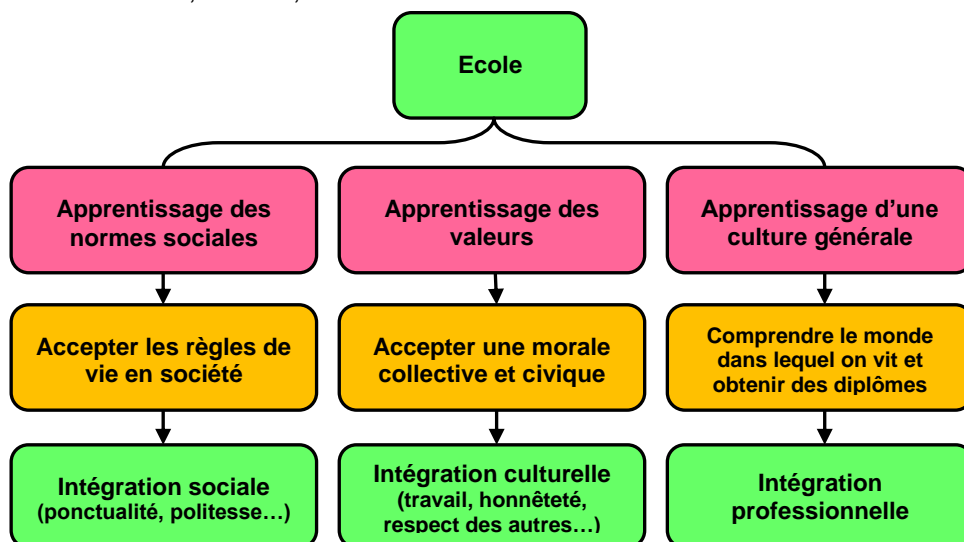 Ecole
Apprentissage des
normes sociales
Apprentissage des
valeurs
Apprentissage d'une
culture générale
Accepter les règles de
vie en société
Accepter une morale
collective et civique
Comprendre le monde
dans lequel on vit et
obtenir des diplômes
Intégration sociale
(ponctualité, politesse…)
Intégration culturelle
(travail, honnêteté,
respect des autres…)
Intégration
professionnelle